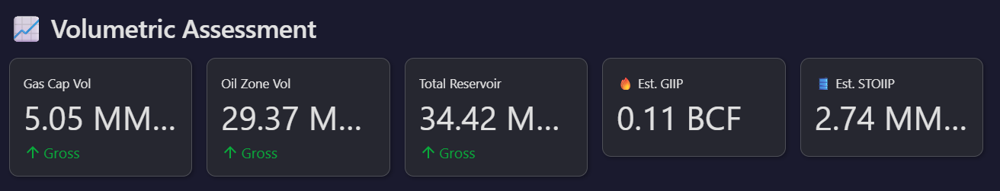 Volumetric Assessment
Gas Cap Vol
5.05 MM...
↑ Gross
Oil Zone Vol
29.37 M...
↑ Gross
Total Reservoir
34.42 M...
↑ Gross
Est. GIIP
0.11 BCF
Est. STOIIP
2.74 MM...